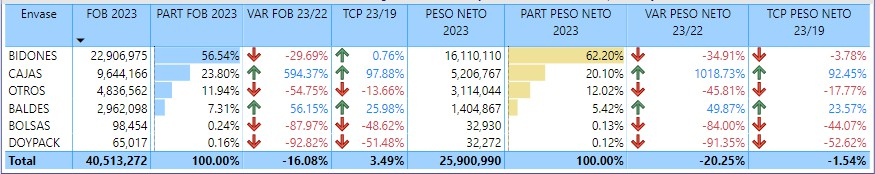 Envase FOB 2023 PART FOB 2023 VAR FOB 23/22 TCP 23/19 PESO NETO 2023 PART PESO NETO 2023 VAR PESO NETO 23/22 TCP PESO NETO 23/19
BIDONES 22,906,975 56.54% -29.69% 0.76% 16,110,110 62.20% -34.91% -3.78%
CAJAS 9,644,166 23.80% 594.37% 97.88% 5,206,767 20.10% 1018.73% 92.45%
OTROS 4,836,562 11.94% -54.75% -13.66% 3,114,044 12.02% -45.81% -17.77%
BALDES 2,962,098 7.31% 56.15% 25.98% 1,404,867 5.42% 49.87% 23.57%
BOLSAS 98,454 0.24% -87.97% -48.62% 32,930 0.13% -84.00% -44.07%
DOYPACK 65,017 0.16% -92.82% -51.48% 32,272 0.12% -91.35% -52.62%
Total 40,513,272 100.00% -16.08% 3.49% 25,900,990 100.00% -20.25% -1.54%